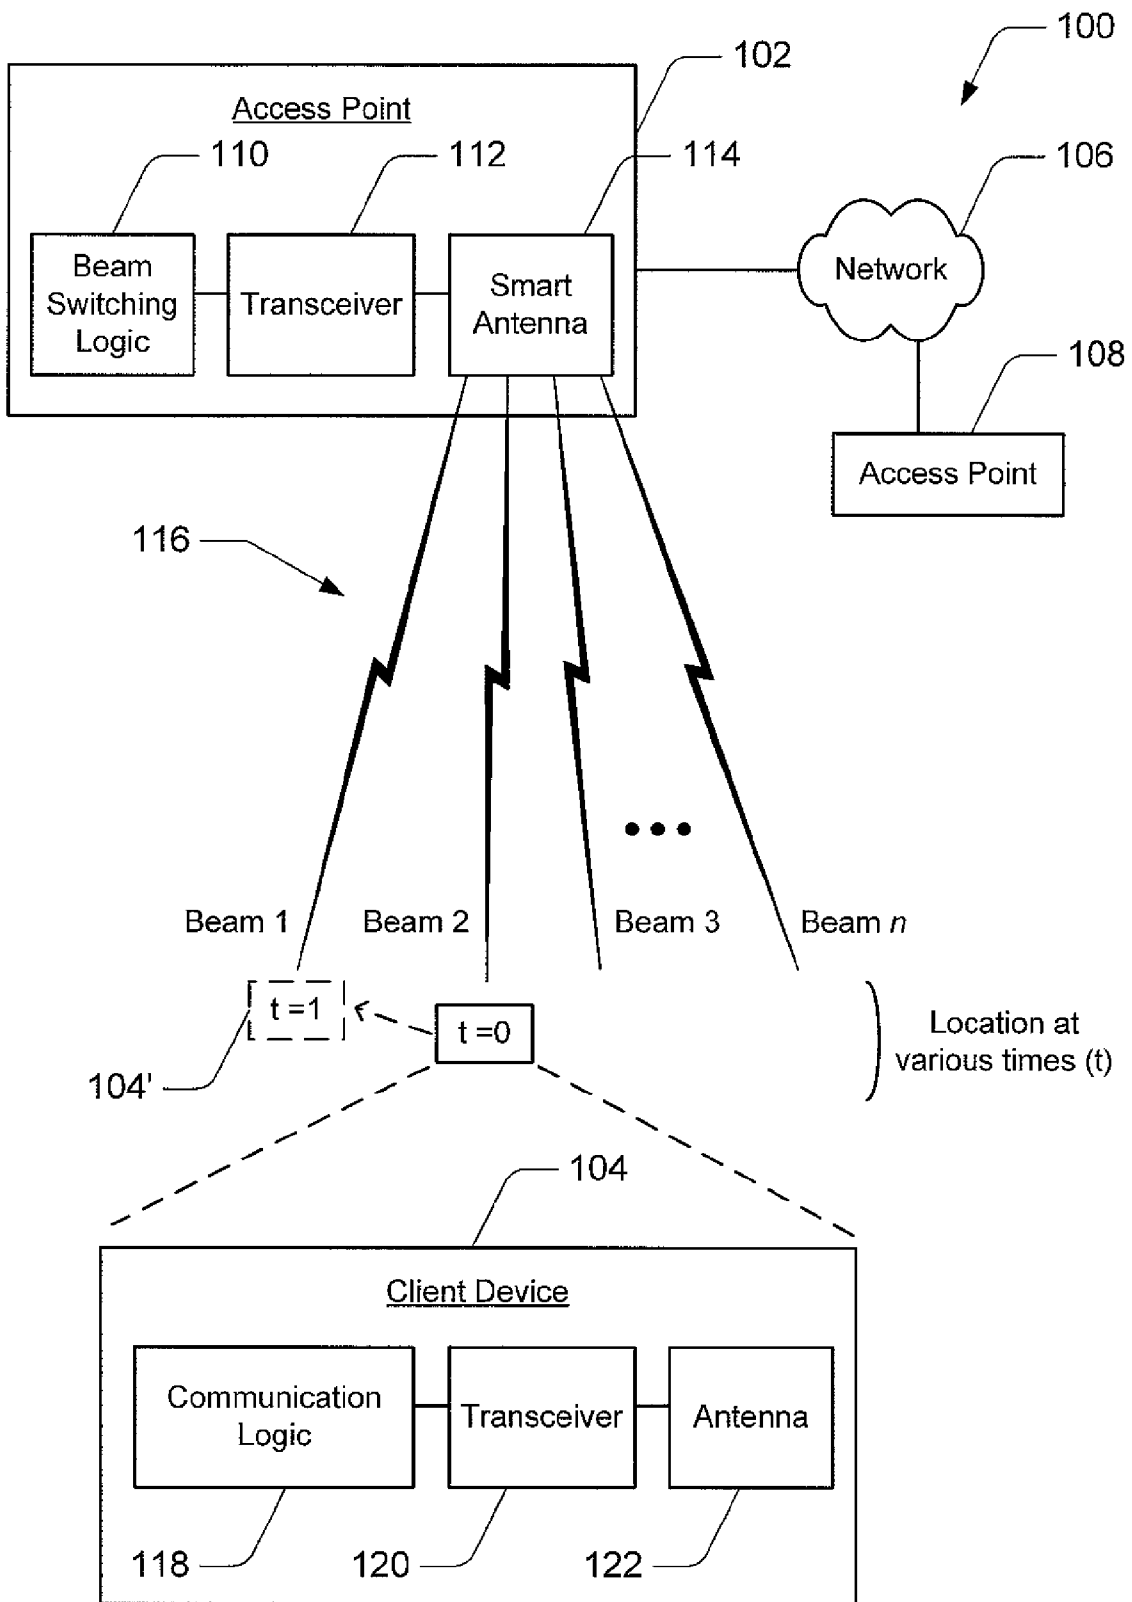 100
102
Access Point
110
112
114
106
Beam
Switching
Logic
Transceiver
Smart
Antenna
Network
108
Access Point
116
Beam 1
Beam 2
Beam 3
Beam n
t =1
t =0
Location at
various times (t)
104'
104
Client Device
Communication
Logic
Transceiver
Antenna
118
120
122